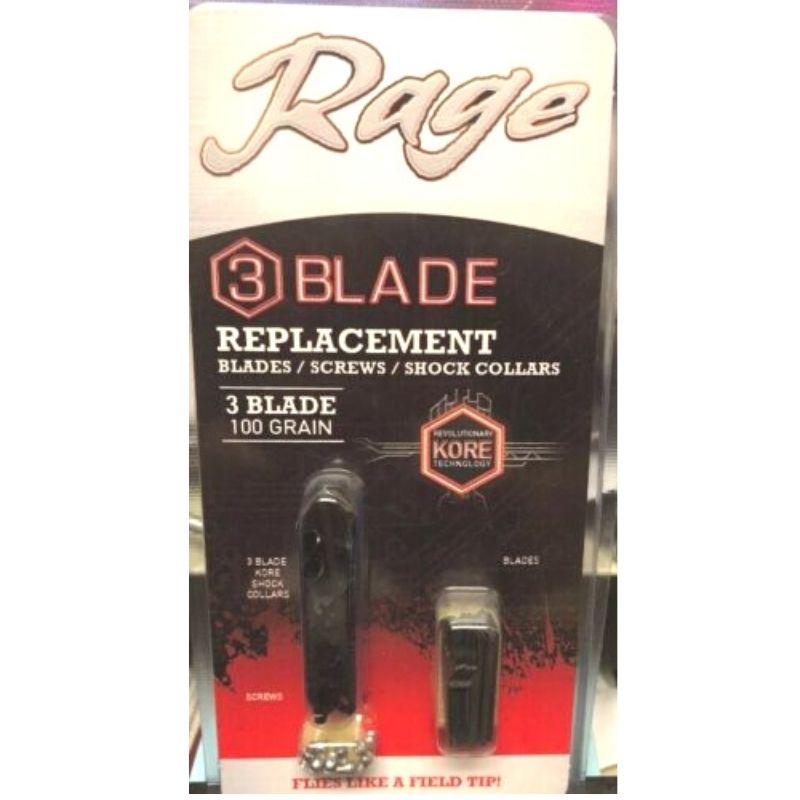 Rage
3 BLADE
REPLACEMENT
BLADES / SCREWS / SHOCK COLLARS
3 BLADE
100 GRAIN
REVOLUTIONARY
KORE
TECHNOLOGY
3 BLADE
KORE
SHOCK
COLLARS
BLADES
SCREWS
FLIES LIKE A FIELD TIP!